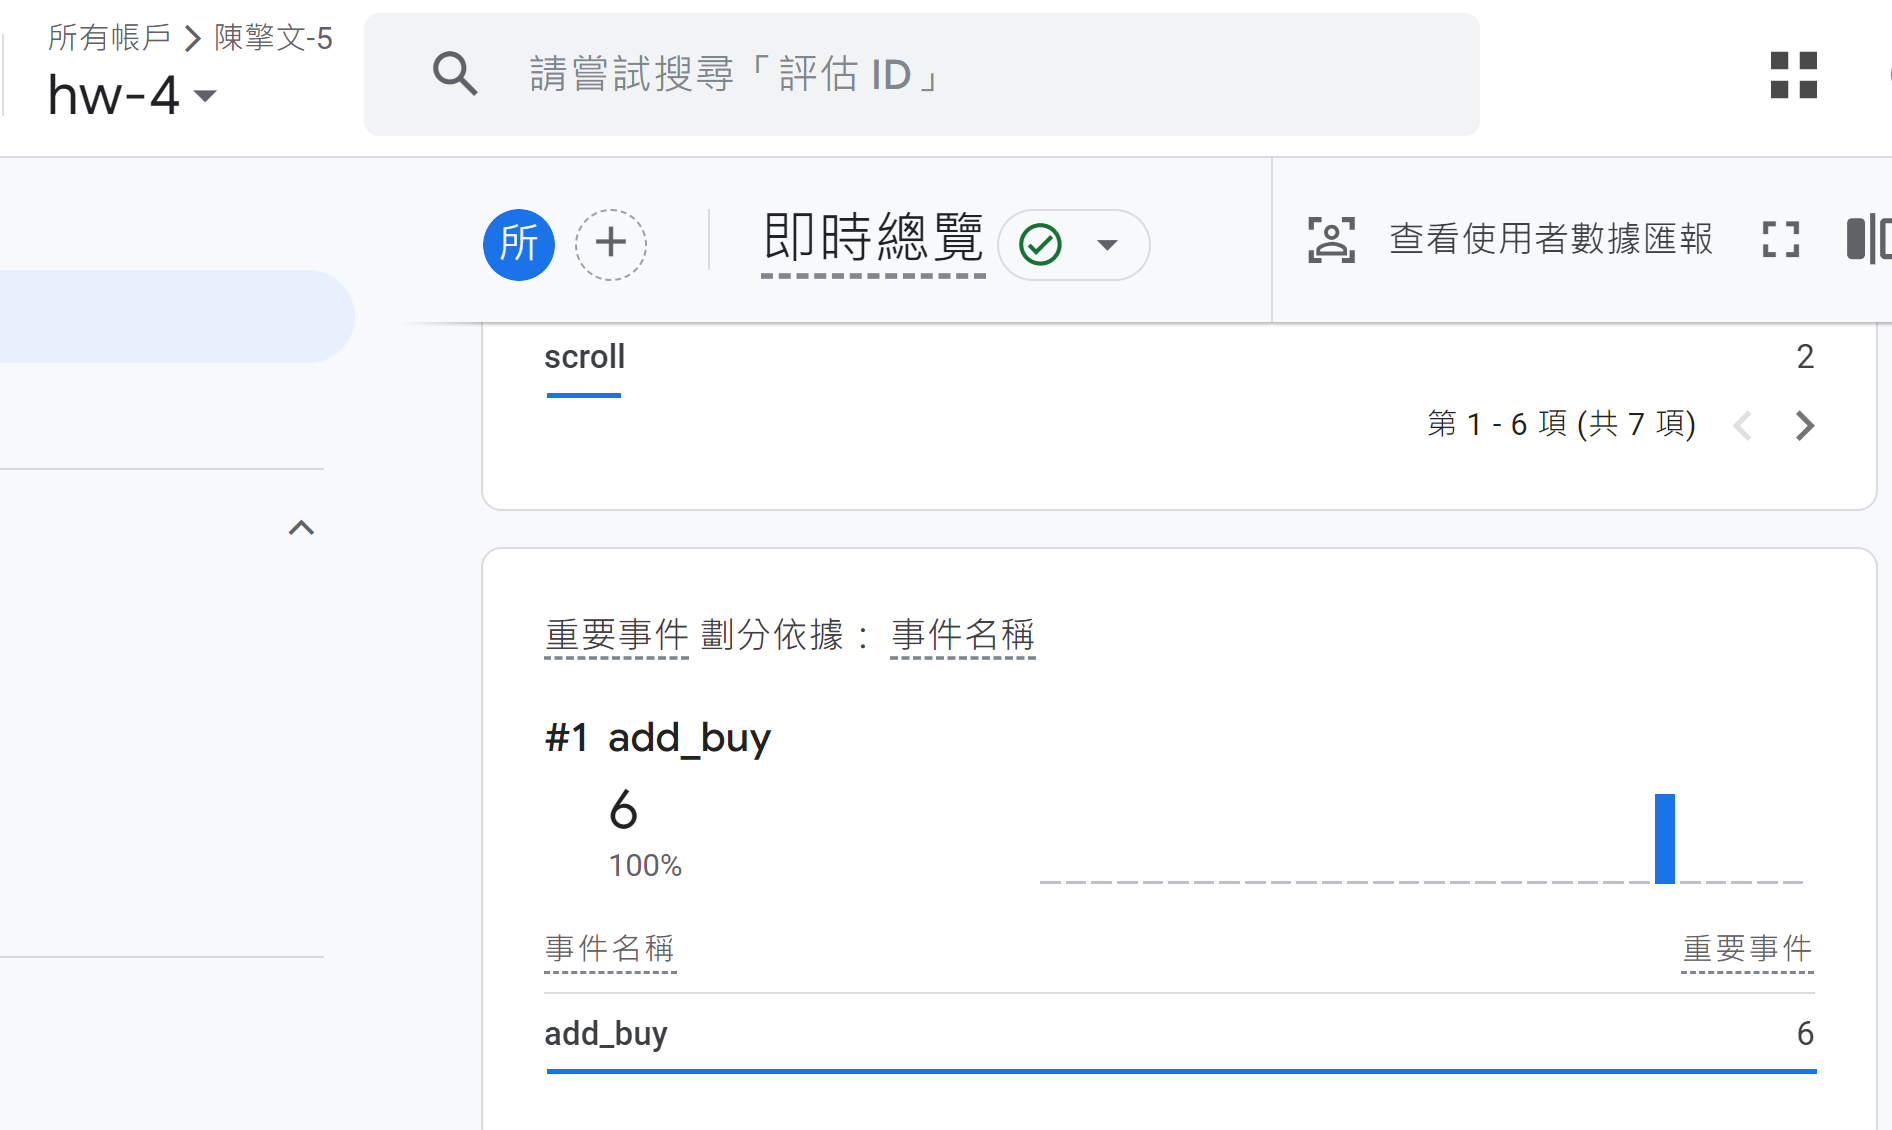 所有帳戶 > 陳擎文-5
hw-4
請嘗試搜尋「評估 ID」
所
即時總覽
查看使用者數據匯報
scroll 2
第 1 - 6 項 (共 7 項)
重要事件 劃分依據： 事件名稱
#1 add_buy
6
100%
事件名稱 重要事件
add_buy 6